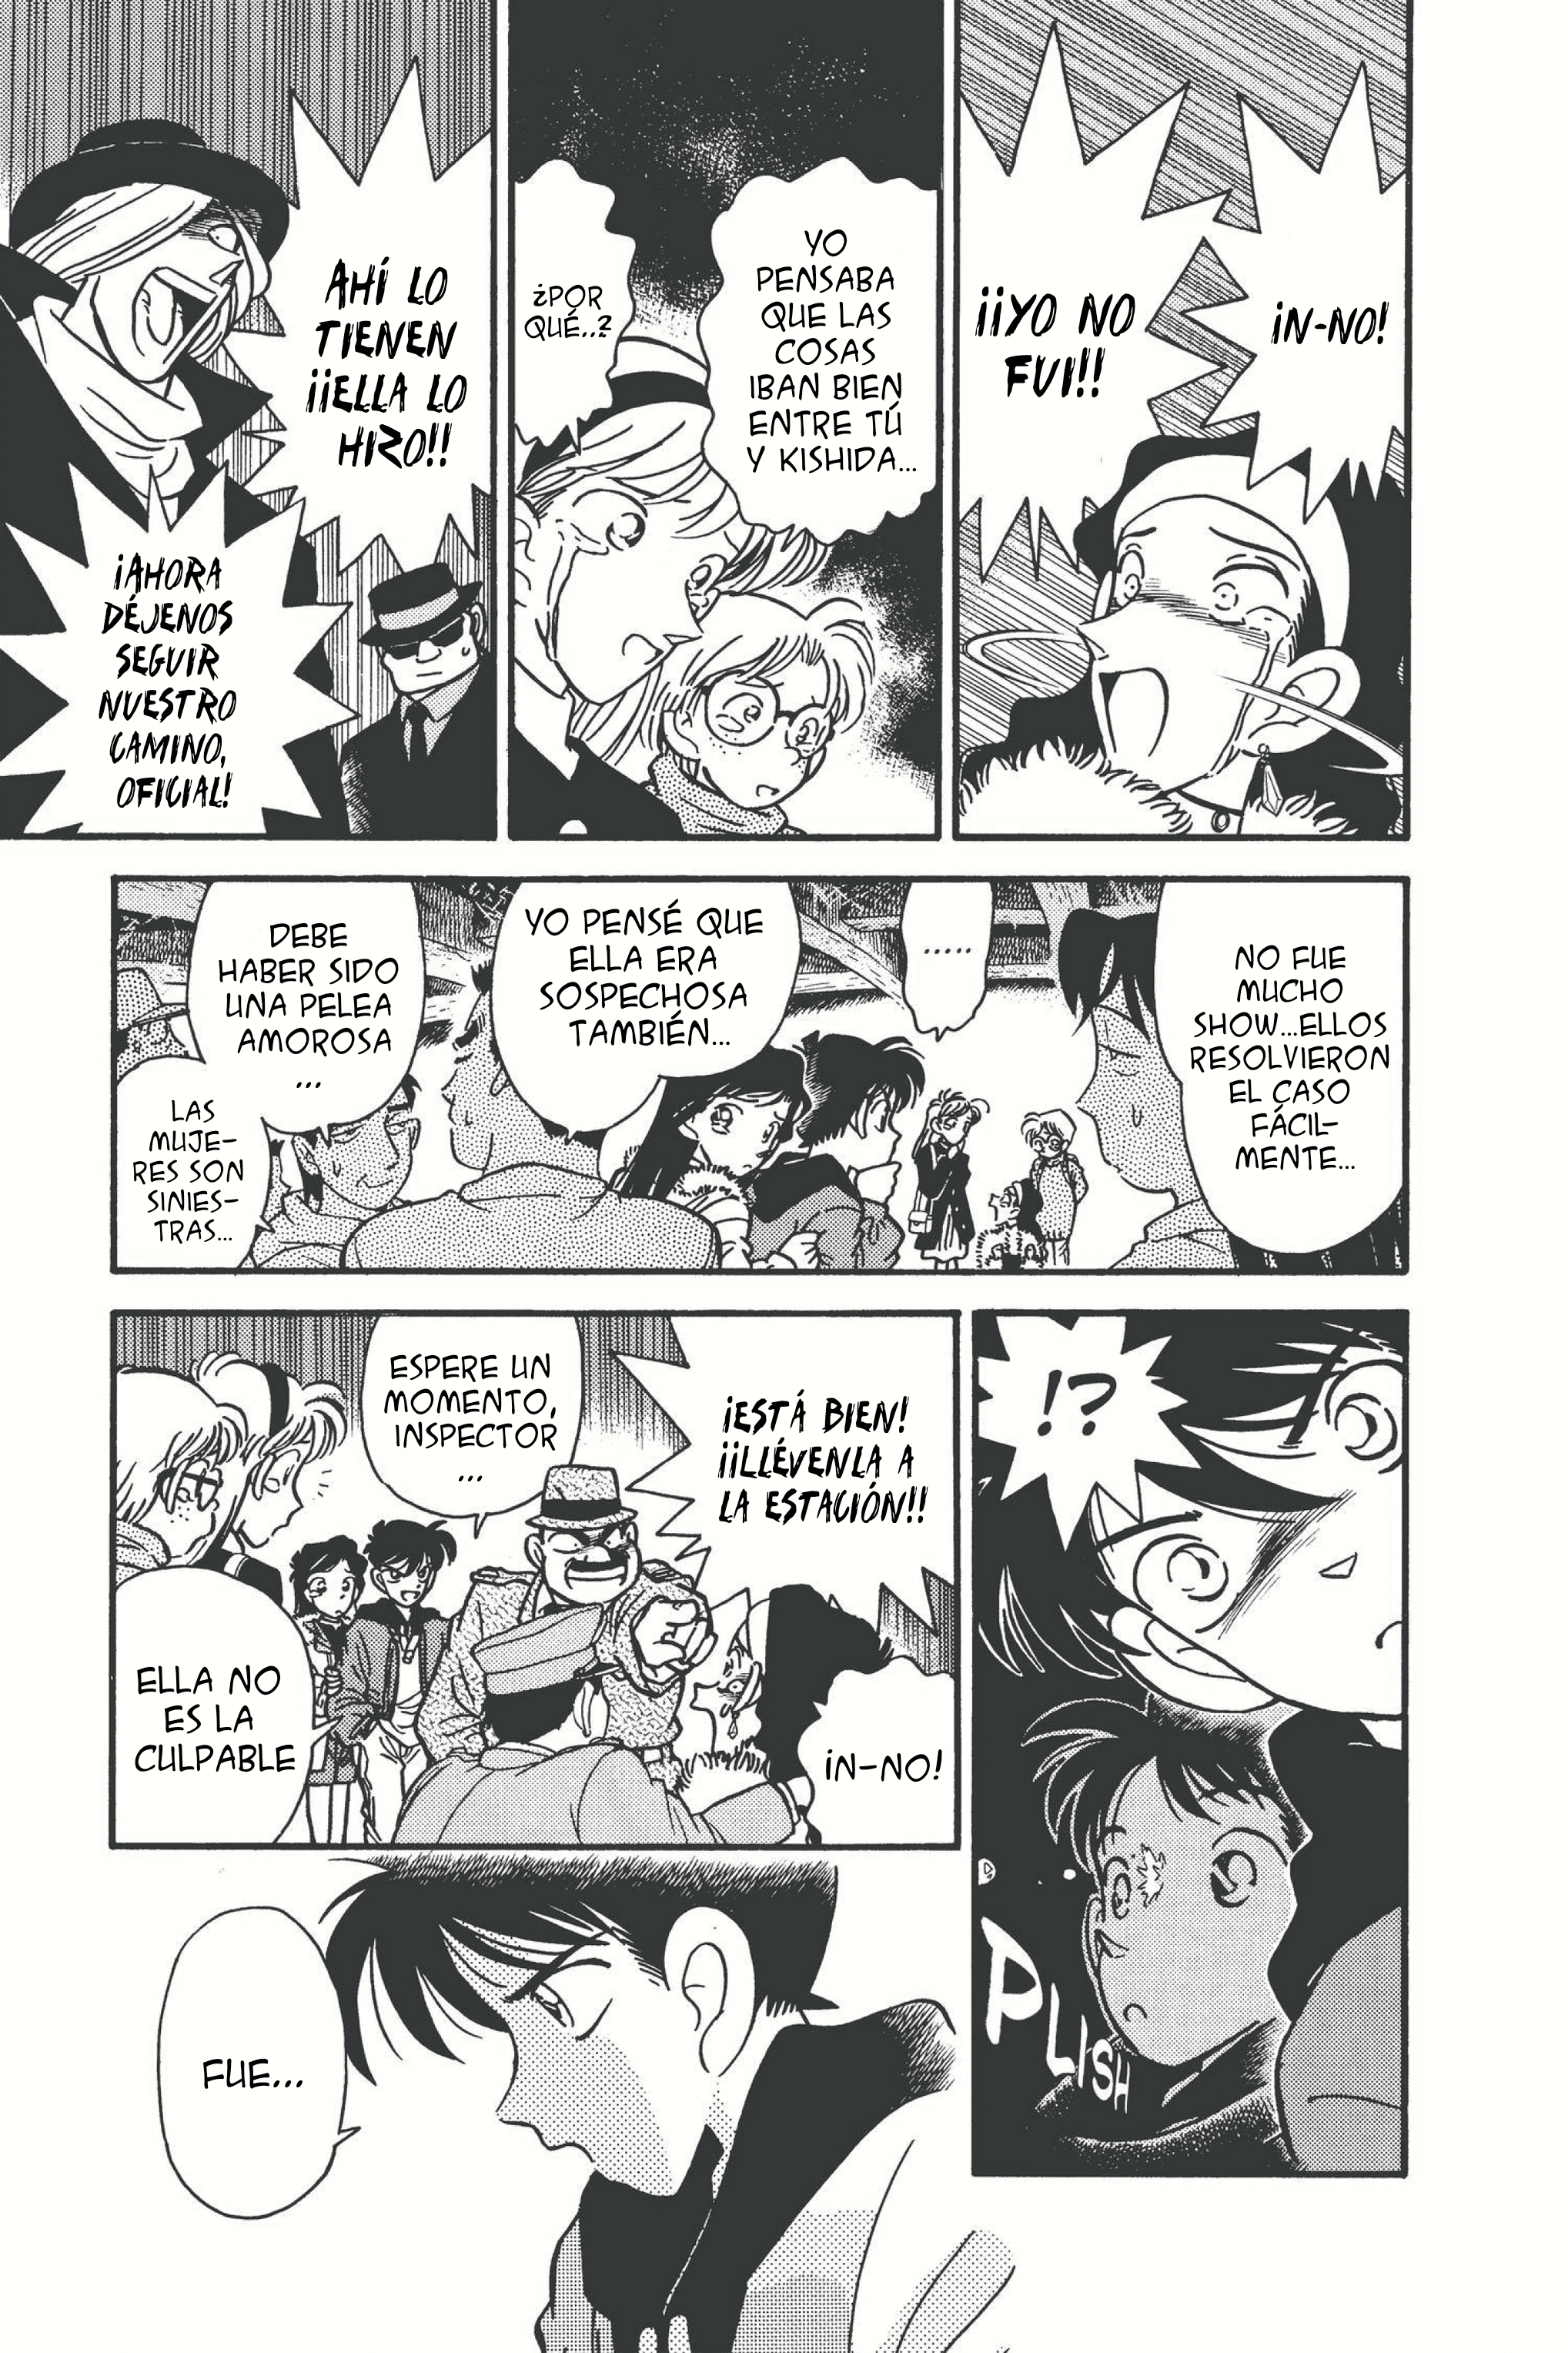 ¡N-NO!
¡¡YO NO
FUI!!
YO
PENSABA
QUE LAS
COSAS
IBAN BIEN
ENTRE TÚ
Y KISHIDA...
¿POR
QUÉ..?
AHÍ LO
TIENEN
¡¡ELLA LO
HIZO!!
¡AHORA
DÉJENOS
SEGUIR
NUESTRO
CAMINO,
OFICIAL!
NO FUE
MUCHO
SHOW...ELLOS
RESOLVIERON
EL CASO
FÁCIL-
MENTE...
......
YO PENSÉ QUE
ELLA ERA
SOSPECHOSA
TAMBIÉN...
DEBE
HABER SIDO
UNA PELEA
AMOROSA
...
LAS
MUJE-
RES SON
SINIES-
TRAS...
!?
PLISH
¡ESTÁ BIEN!
¡¡LLÉVENLA A
LA ESTACIÓN!!
¡N-NO!
ESPERE UN
MOMENTO,
INSPECTOR
...
ELLA NO
ES LA
CULPABLE
FUE...